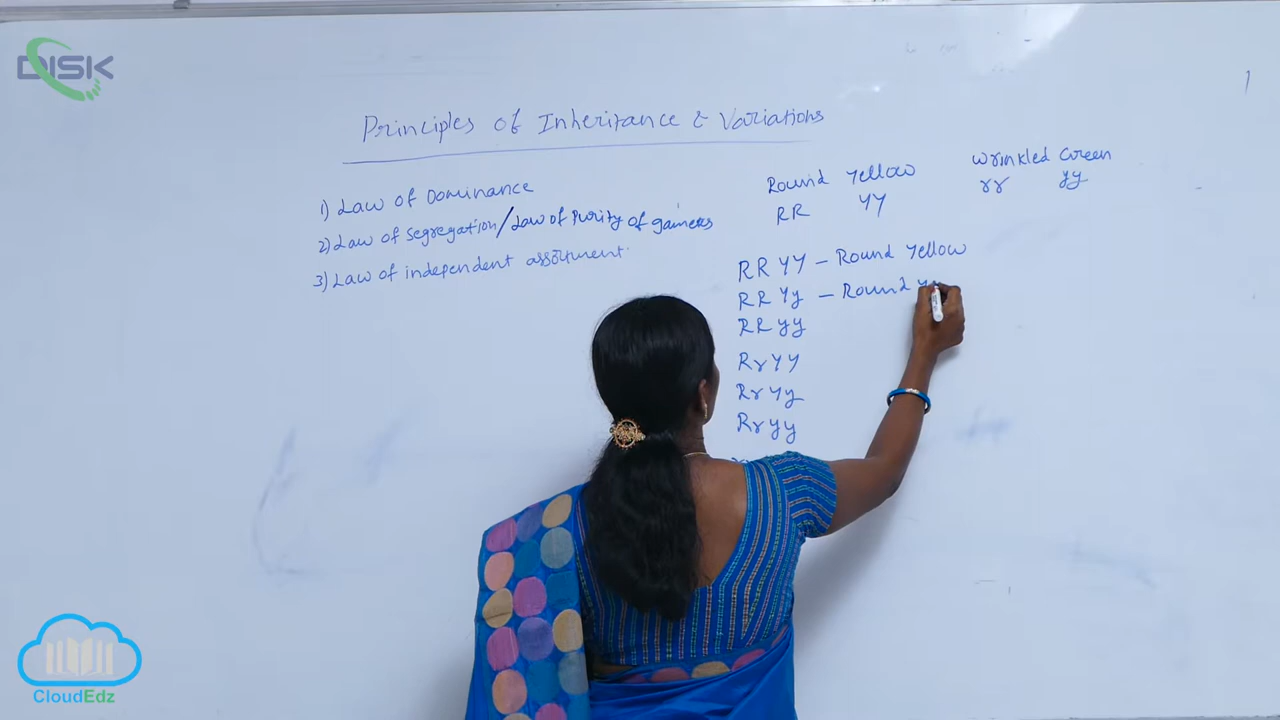 DISK
Principles of Inheritance & Variations
1) Law of Dominance
2) Law of segregation/Law of Purity of gametes
3) Law of independent assortment
Round Yellow
RR YY
Wrinkled Green
rr yy
RR YY - Round Yellow
RR Yy - Round
RR yy
Rr YY
Rr Yy
Rr yy
CloudEdz